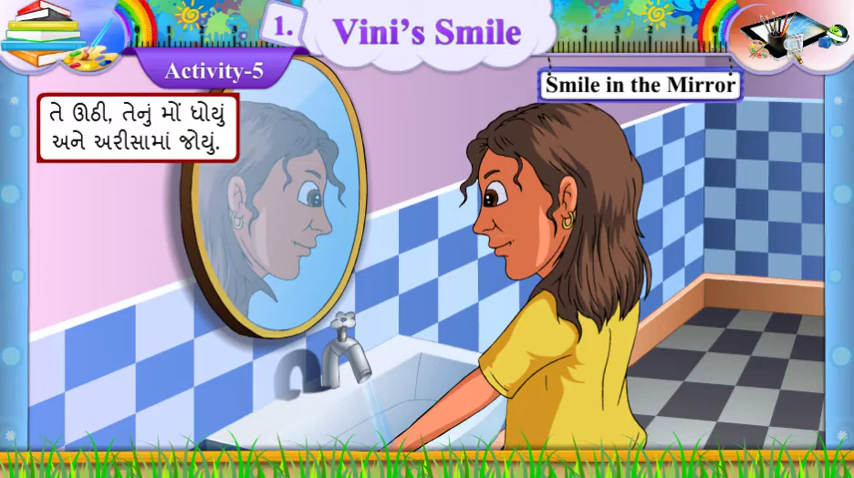 1.
Vini's Smile
Activity-5
Smile in the Mirror
તે ઊઠી, તેનું મોં ધોયું
અને અરીસામાં જોયું.